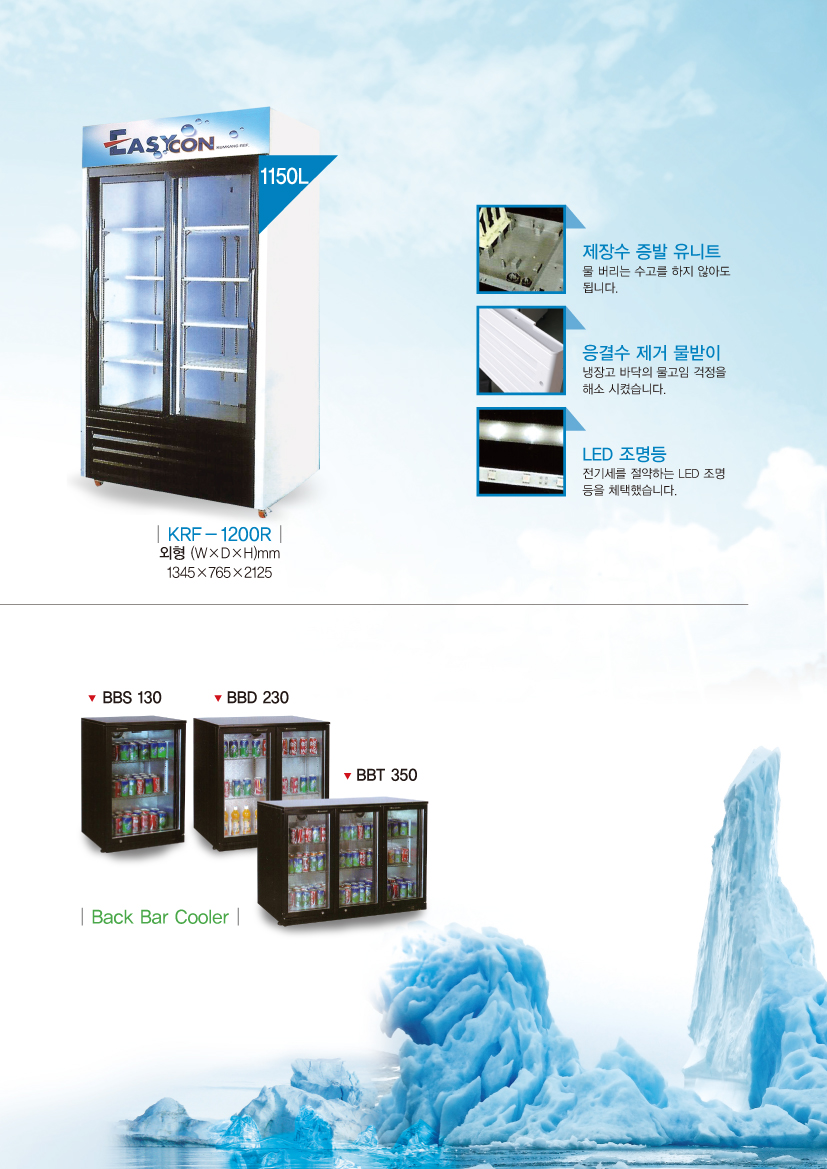 EASYCON
1150L
제장수 증발 유니트
물 버리는 수고를 하지 않아도
됩니다.
응결수 제거 물받이
냉장고 바닥의 물고임 걱정을
해소 시켰습니다.
LED 조명등
전기세를 절약하는 LED 조명
등을 체택했습니다.
| KRF-1200R |
외형 (W×D×H)mm
1345×765×2125
▼ BBS 130
▼ BBD 230
▼ BBT 350
| Back Bar Cooler |